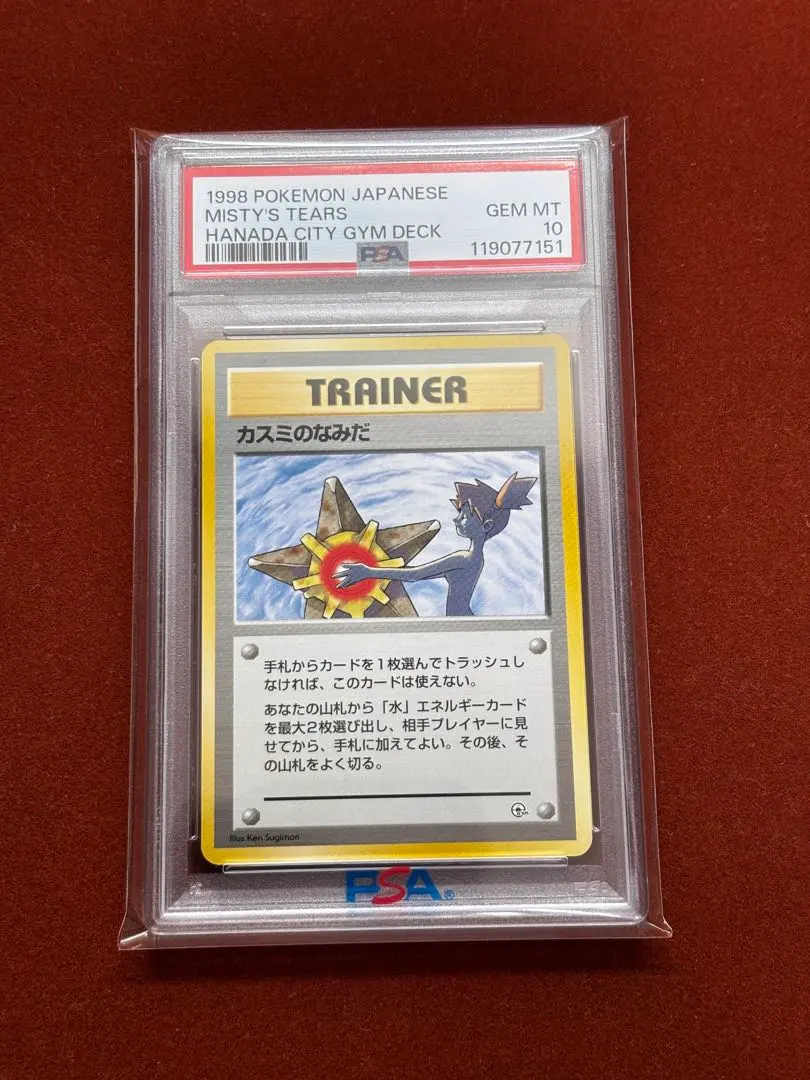 1998 POKEMON JAPANESE
MISTY'S TEARS
GEM MT
HANADA CITY GYM DECK
10
PSA
119077151
TRAINER
カスミのなみだ
手札からカードを1枚選んでトラッシュし
なければ、このカードは使えない。
あなたの山札から「水」エネルギーカード
を最大2枚選び出し、相手プレイヤーに見
せてから、手札に加えてよい。その後、そ
の山札をよく切る。
GYM
Illus.Ken Sugimori
PSA®
PSA